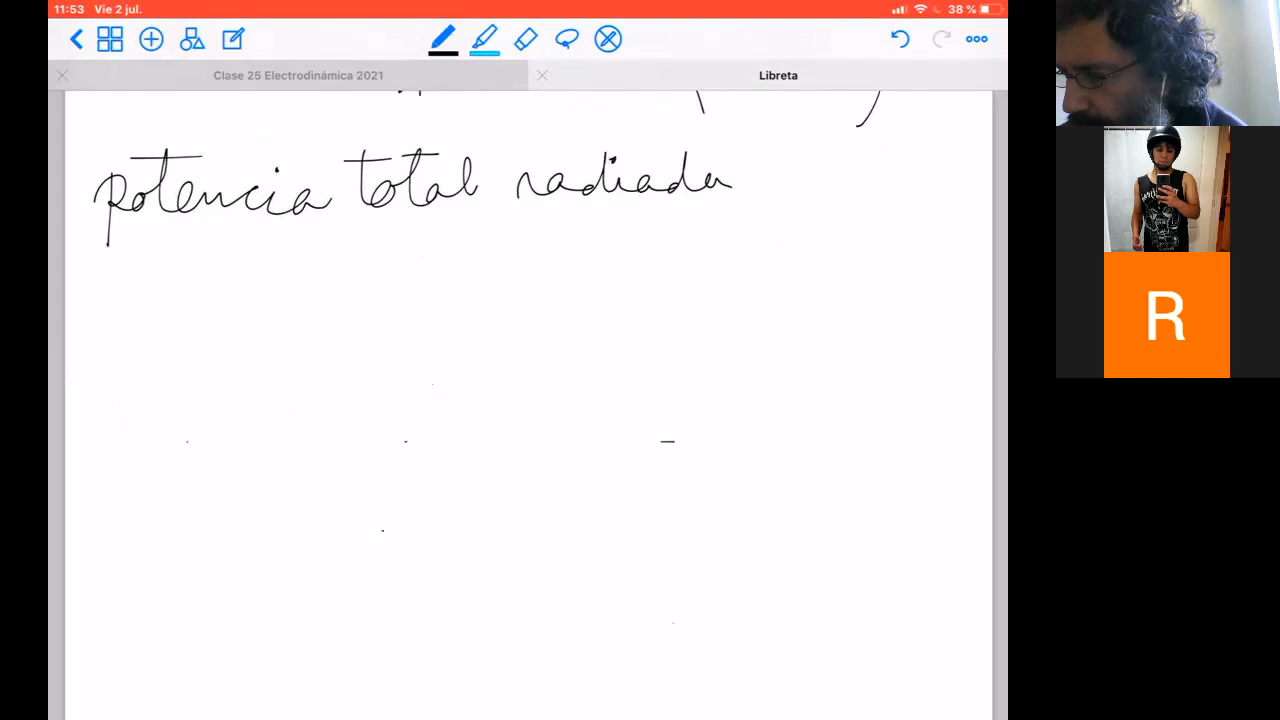 11:53 Vie 2 jul. 38 %
Clase 25 Electrodinámica 2021 Libreta
potencia total radiada
R